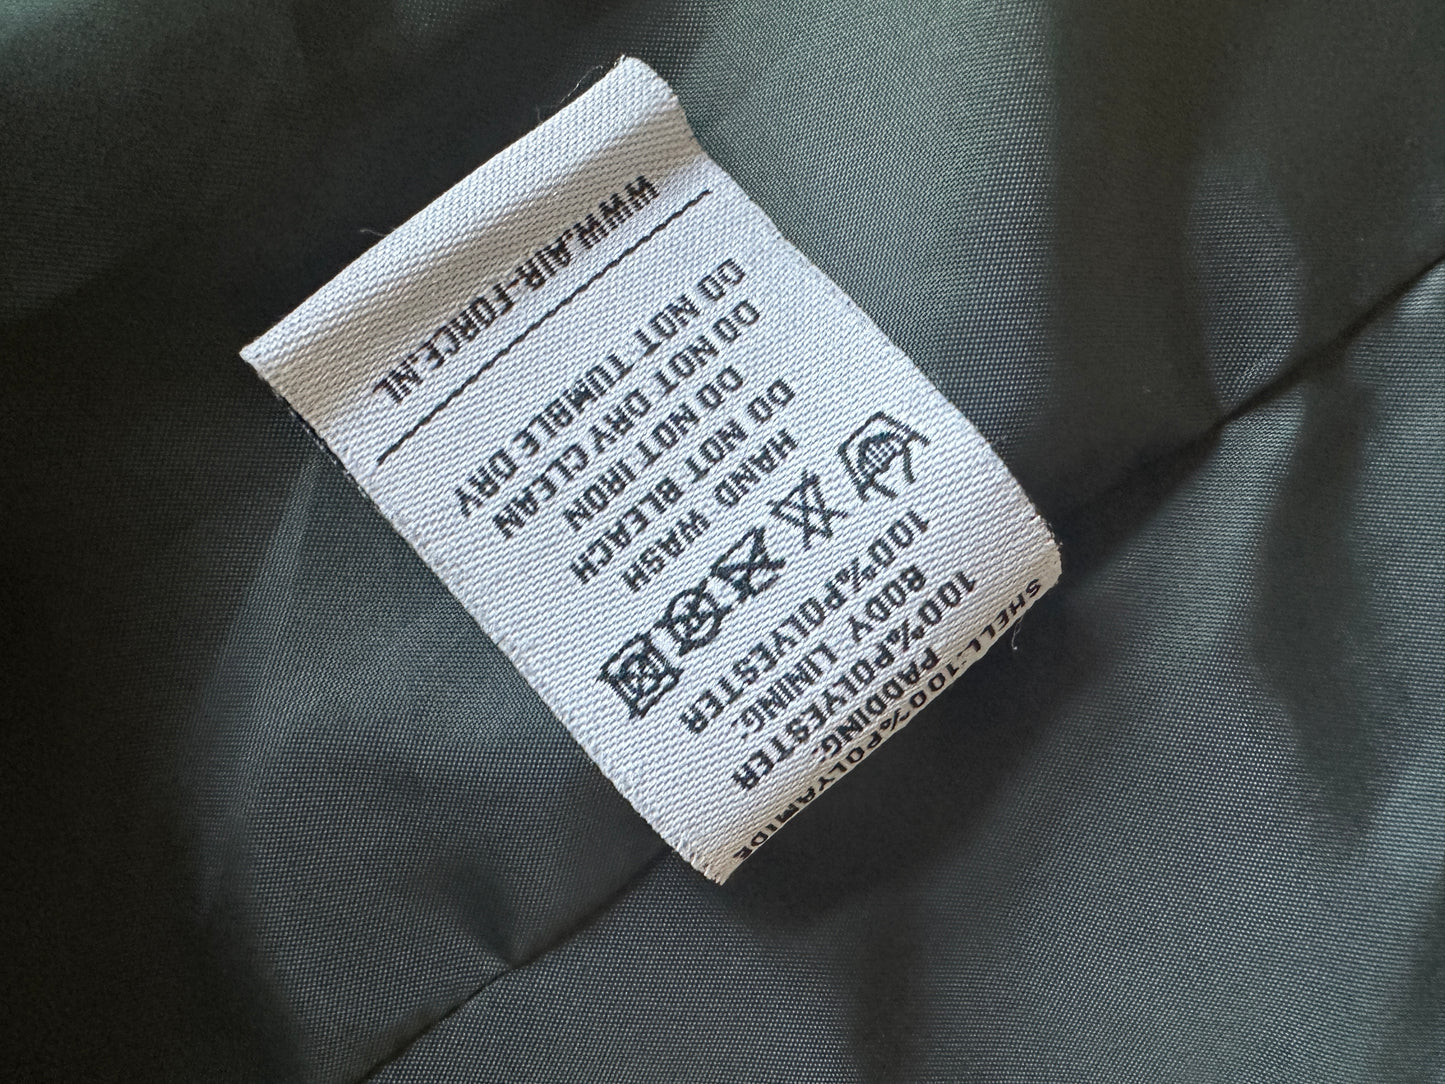 SHELL:100%POLYAMIDE
PADDING:
100%POLYESTER
BODY LINING:
100%POLYESTER
HAND WASH
DO NOT BLEACH
DO NOT IRON
DO NOT DRY CLEAN
DO NOT TUMBLE DRY
WWW.AIR-FORCE.NL